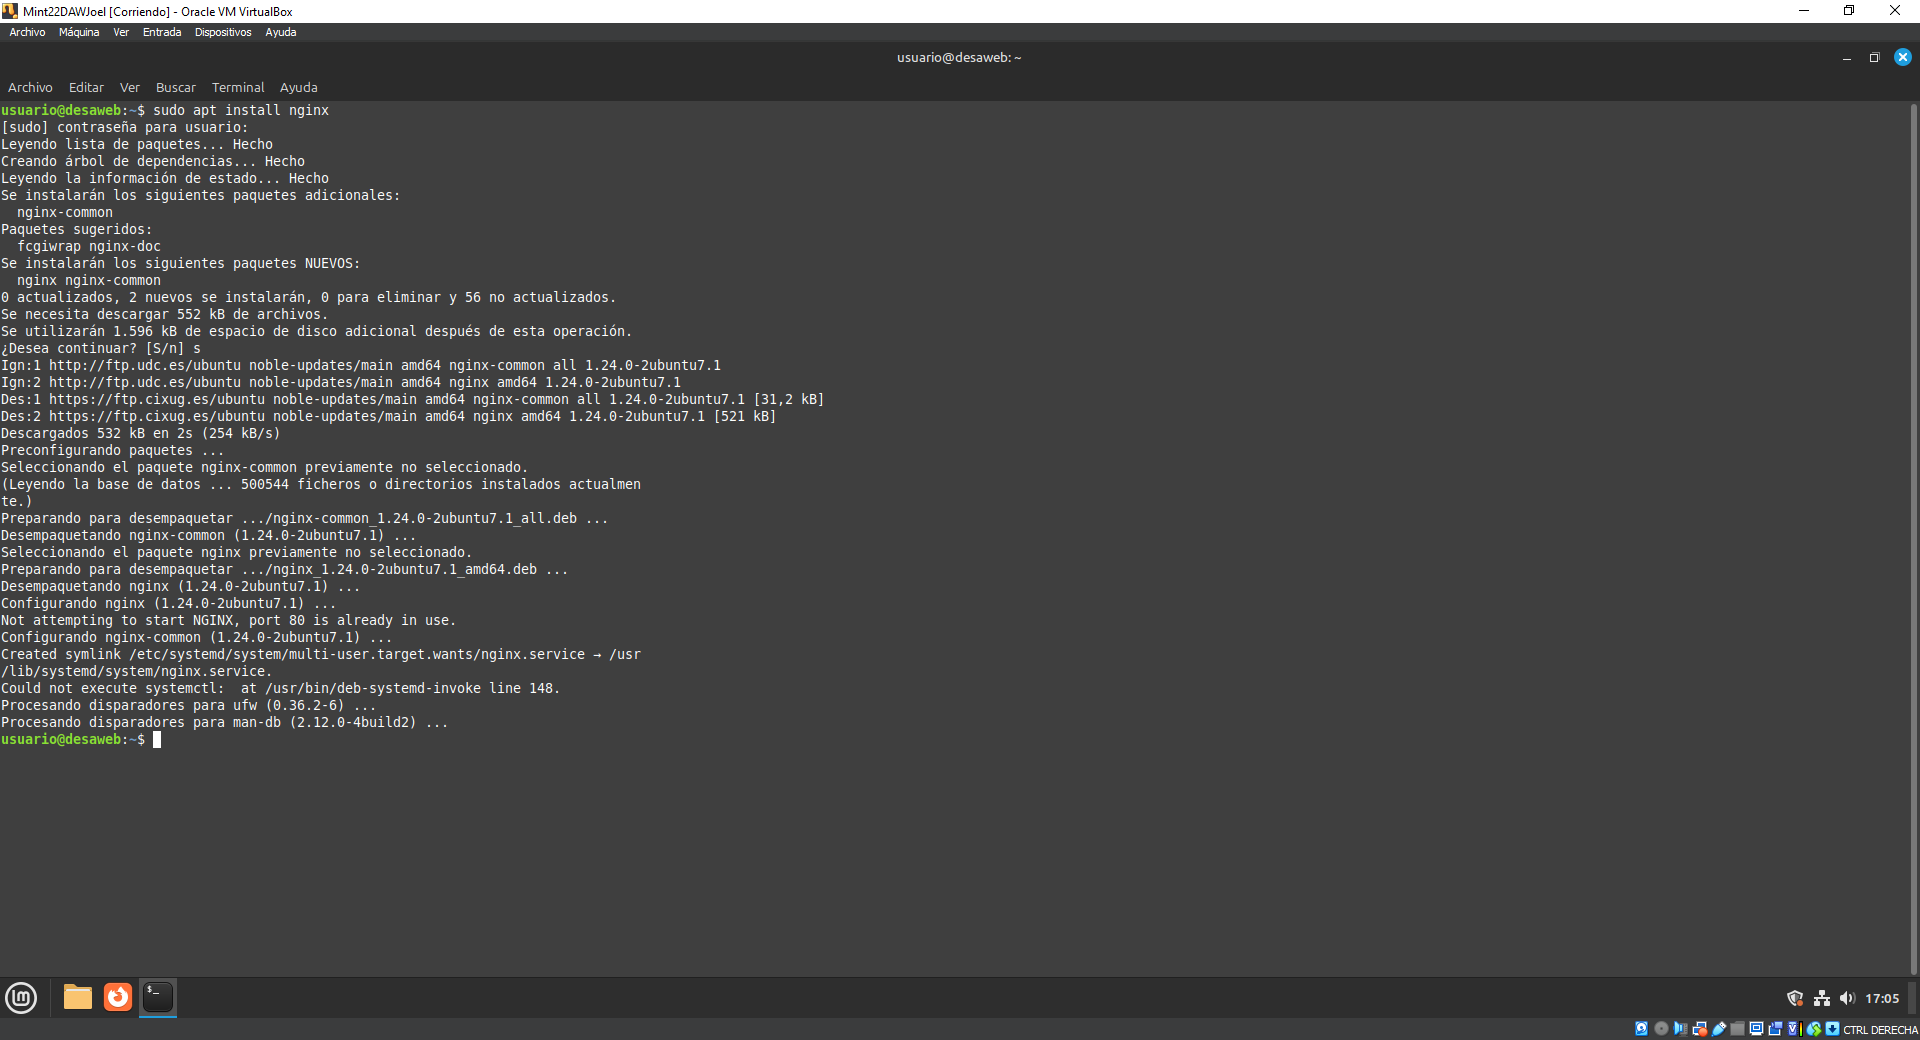 Mint22DAWJoel [Corriendo] - Oracle VM VirtualBox
Archivo Máquina Ver Entrada Dispositivos Ayuda
usuario@desaweb: ~
Archivo Editar Ver Buscar Terminal Ayuda
usuario@desaweb:~$ sudo apt install nginx
[sudo] contraseña para usuario:
Leyendo lista de paquetes... Hecho
Creando árbol de dependencias... Hecho
Leyendo la información de estado... Hecho
Se instalarán los siguientes paquetes adicionales:
  nginx-common
Paquetes sugeridos:
  fcgiwrap nginx-doc
Se instalarán los siguientes paquetes NUEVOS:
  nginx nginx-common
0 actualizados, 2 nuevos se instalarán, 0 para eliminar y 56 no actualizados.
Se necesita descargar 552 kB de archivos.
Se utilizarán 1.596 kB de espacio de disco adicional después de esta operación.
¿Desea continuar? [S/n] s
Ign:1 http://ftp.udc.es/ubuntu noble-updates/main amd64 nginx-common all 1.24.0-2ubuntu7.1
Ign:2 http://ftp.udc.es/ubuntu noble-updates/main amd64 nginx amd64 1.24.0-2ubuntu7.1
Des:1 https://ftp.cixug.es/ubuntu noble-updates/main amd64 nginx-common all 1.24.0-2ubuntu7.1 [31,2 kB]
Des:2 https://ftp.cixug.es/ubuntu noble-updates/main amd64 nginx amd64 1.24.0-2ubuntu7.1 [521 kB]
Descargados 532 kB en 2s (254 kB/s)
Preconfigurando paquetes ...
Seleccionando el paquete nginx-common previamente no seleccionado.
(Leyendo la base de datos ... 500544 ficheros o directorios instalados actualmen
te.)
Preparando para desempaquetar .../nginx-common_1.24.0-2ubuntu7.1_all.deb ...
Desempaquetando nginx-common (1.24.0-2ubuntu7.1) ...
Seleccionando el paquete nginx previamente no seleccionado.
Preparando para desempaquetar .../nginx_1.24.0-2ubuntu7.1_amd64.deb ...
Desempaquetando nginx (1.24.0-2ubuntu7.1) ...
Configurando nginx (1.24.0-2ubuntu7.1) ...
Not attempting to start NGINX, port 80 is already in use.
Configurando nginx-common (1.24.0-2ubuntu7.1) ...
Created symlink /etc/systemd/system/multi-user.target.wants/nginx.service → /usr
/lib/systemd/system/nginx.service.
Could not execute systemctl:  at /usr/bin/deb-systemd-invoke line 148.
Procesando disparadores para ufw (0.36.2-6) ...
Procesando disparadores para man-db (2.12.0-4build2) ...
usuario@desaweb:~$
17:05
CTRL DERECHA